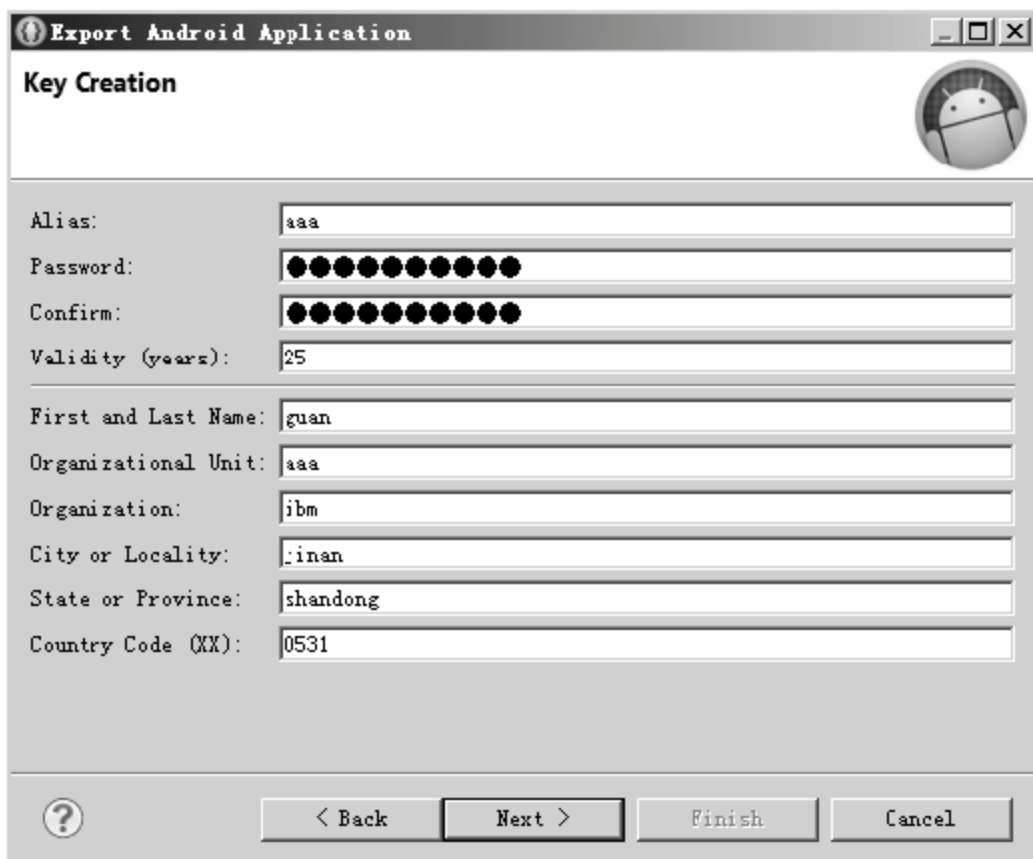 Export Android Application
Key Creation
Alias: aaa
Password: ●●●●●●●●●●
Confirm: ●●●●●●●●●●
Validity (years): 25
First and Last Name: guan
Organizational Unit: aaa
Organization: ibm
City or Locality: jinan
State or Province: shandong
Country Code (XX): 0531
?
< Back
Next >
Finish
Cancel